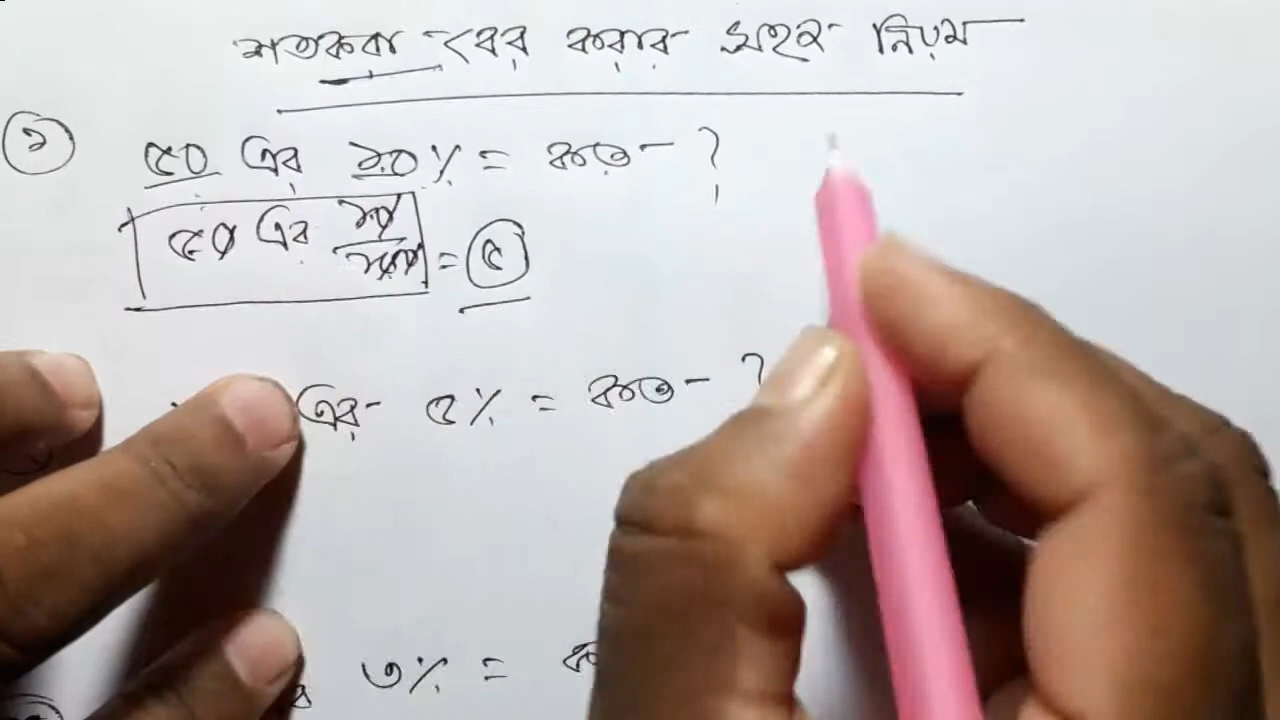 শতকরা বের করার সহজ নিয়ম
১ ৫০ এর ১০% = কত ?
৫০ এর ১০/১০০ = ৫
এর ৫% = কত ?
৩% =